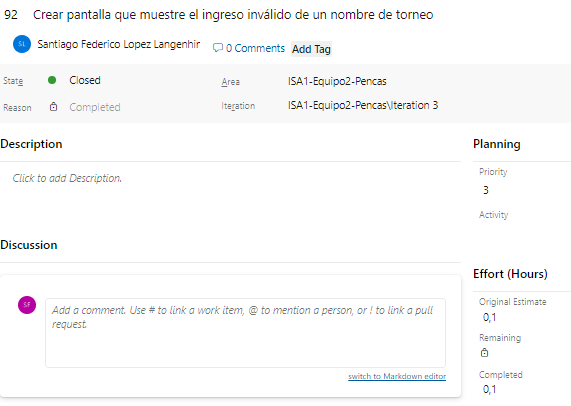 92 Crear pantalla que muestre el ingreso inválido de un nombre de torneo
SL Santiago Federico Lopez Langenhir 0 Comments Add Tag
State Closed Area ISA1-Equipo2-Pencas
Reason Completed Iteration ISA1-Equipo2-Pencas\Iteration 3
Description
Click to add Description.
Planning
Priority
3
Activity
Discussion
SF
Add a comment. Use # to link a work item, @ to mention a person, or ! to link a pull
request.
switch to Markdown editor
Effort (Hours)
Original Estimate
0,1
Remaining
Completed
0,1